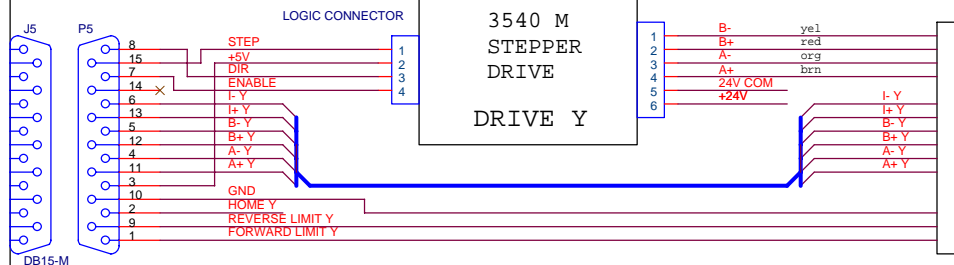 J5
P5
LOGIC CONNECTOR
3540 M
STEPPER
DRIVE
DRIVE Y
8
15
7
14
6
13
5
12
4
11
3
10
2
9
1
STEP
+5V
DIR
ENABLE
I- Y
I+ Y
B- Y
B+ Y
A- Y
A+ Y
GND
HOME Y
REVERSE LIMIT Y
FORWARD LIMIT Y
1
2
3
4
1
2
3
4
5
6
B- yel
B+ red
A- org
A+ brn
24V COM
+24V
I- Y
I+ Y
B- Y
B+ Y
A- Y
A+ Y
DB15-M